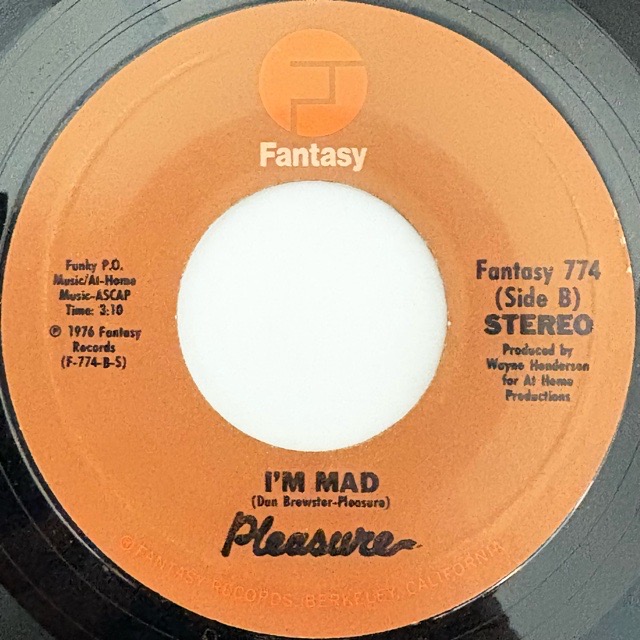 Fantasy
Funky P.O.
Music/At-Home
Music-ASCAP
Time: 3:10
℗ 1976 Fantasy
Records
(F-774-B-S)
Fantasy 774
(Side B)
STEREO
Produced by
Wayne Henderson
for At Home
Productions
I'M MAD
(Dan Brewster-Pleasure)
Pleasure
© FANTASY RECORDS, BERKELEY, CALIFORNIA